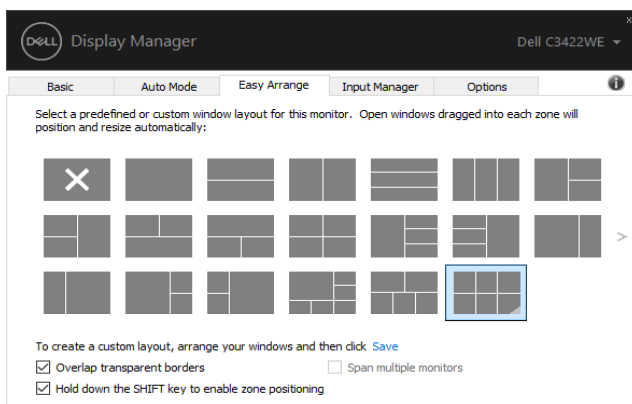 DELL Display Manager
Dell C3422WE
Basic Auto Mode Easy Arrange Input Manager Options
Select a predefined or custom window layout for this monitor. Open windows dragged into each zone will
position and resize automatically:
To create a custom layout, arrange your windows and then click Save
Overlap transparent borders Span multiple monitors
Hold down the SHIFT key to enable zone positioning